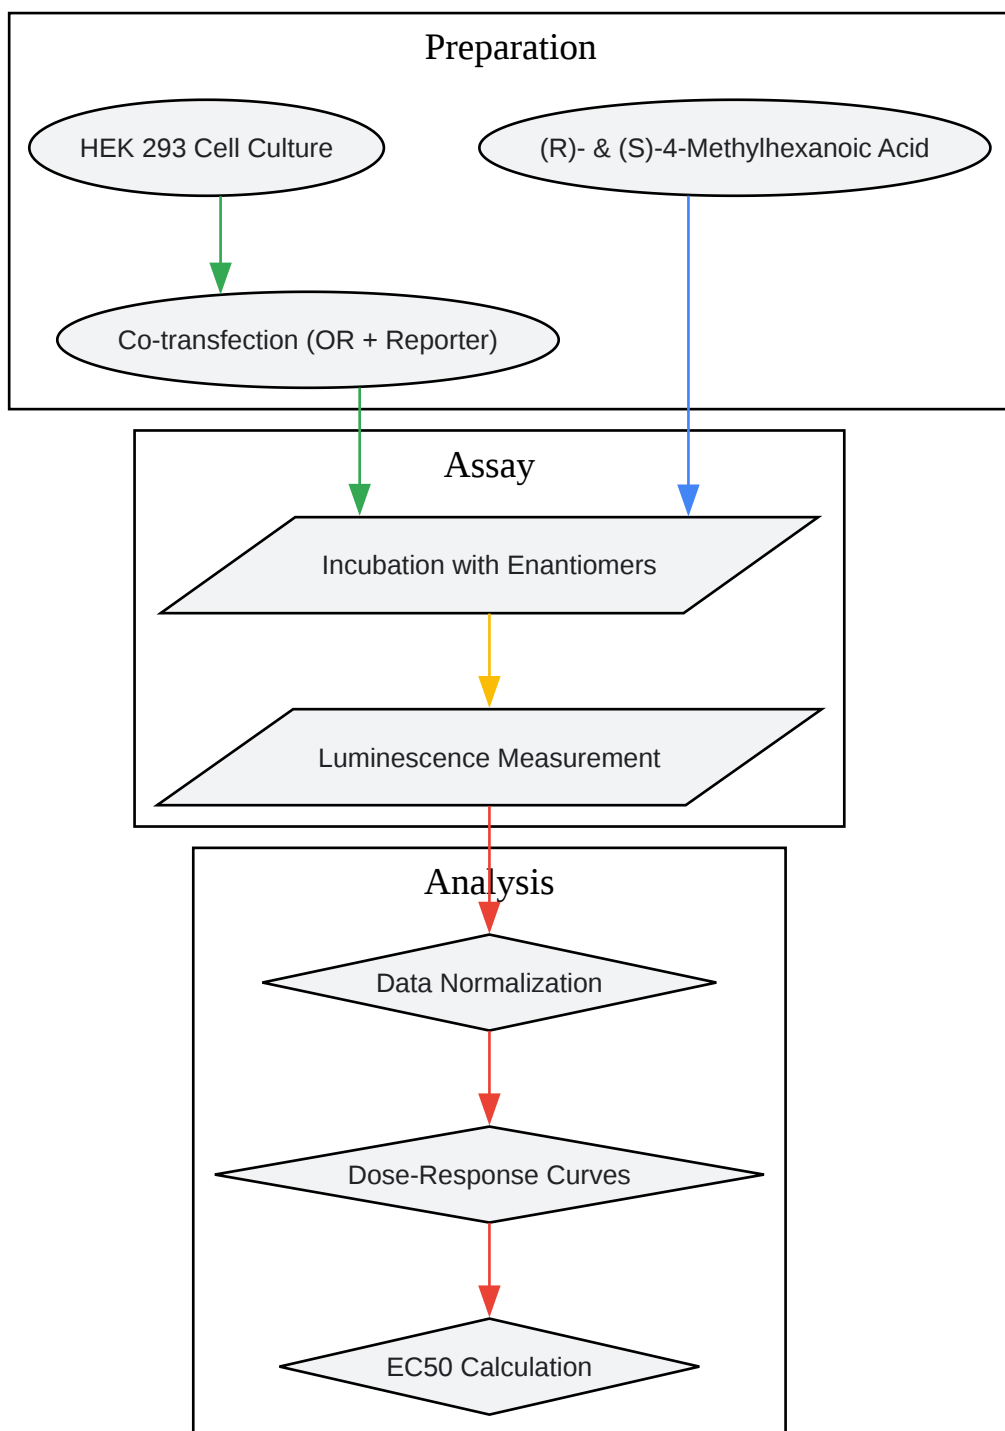 Preparation
HEK 293 Cell Culture
(R)- & (S)-4-Methylhexanoic Acid
Co-transfection (OR + Reporter)
Assay
Incubation with Enantiomers
Luminescence Measurement
Analysis
Data Normalization
Dose-Response Curves
EC50 Calculation